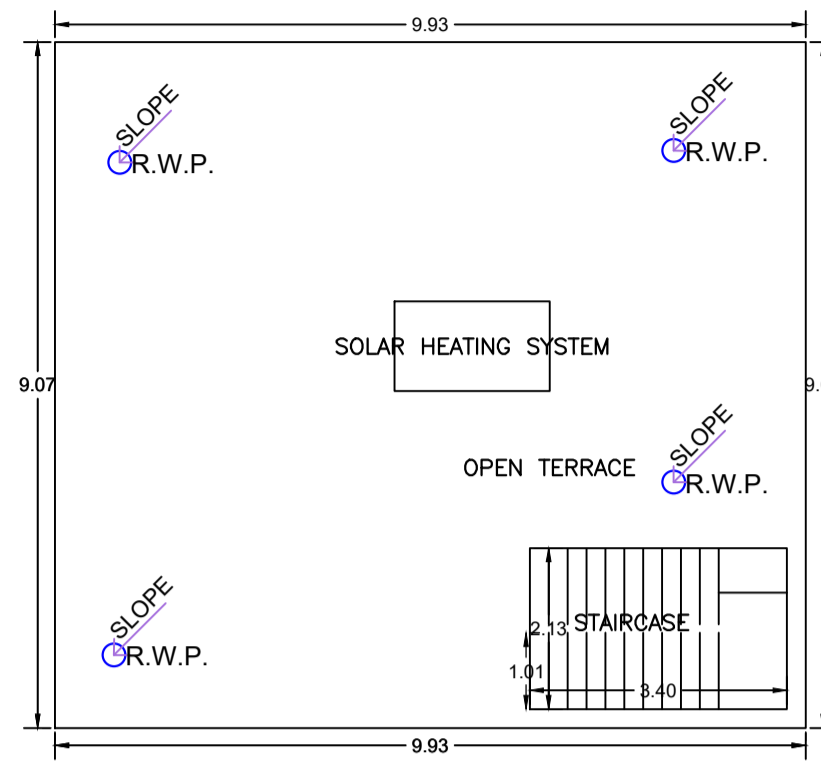 9.93
SLOPE
R.W.P.
SLOPE
R.W.P.
SOLAR HEATING SYSTEM
9.07
SLOPE
OPEN TERRACE
R.W.P.
SLOPE
R.W.P.
2.13
STAIRCASE
1.01
3.40
9.93